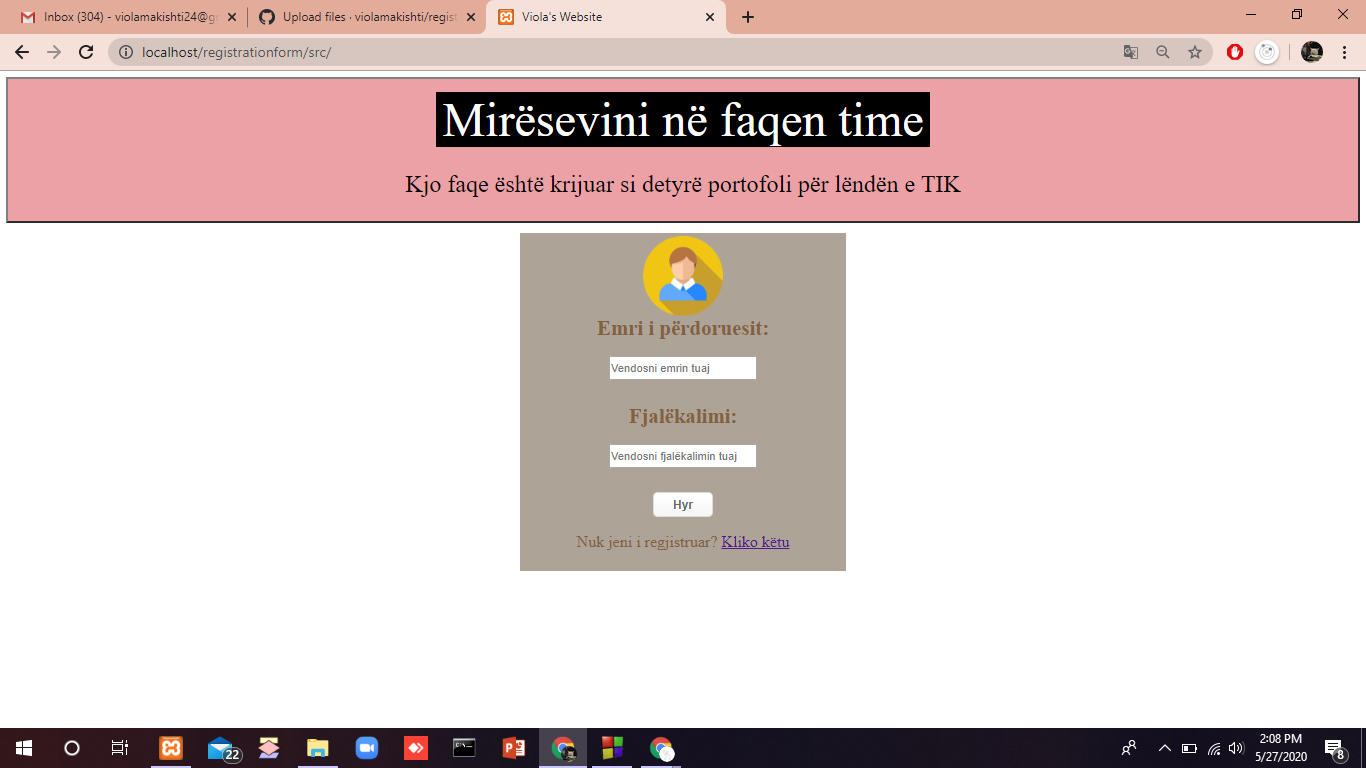 Inbox (304) - violamakishti24@g
Upload files · violamakishti/regist
Viola's Website
localhost/registrationform/src/
Mirësevini në faqen time
Kjo faqe është krijuar si detyrë portofoli për lëndën e TIK
Emri i përdoruesit:
Vendosni emrin tuaj
Fjalëkalimi:
Vendosni fjalëkalimin tuaj
Hyr
Nuk jeni i regjistruar? Kliko këtu
22
2:08 PM
5/27/2020
8